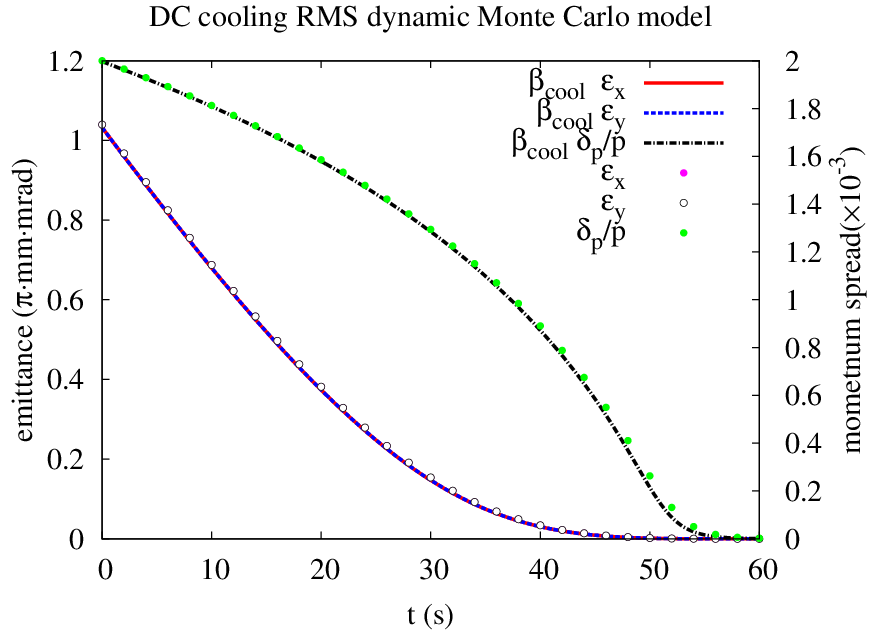 DC cooling RMS dynamic Monte Carlo model
1.2
1
0.8
0.6
0.4
0.2
0
emittance (π·mm·mrad)
2
1.8
1.6
1.4
1.2
1
0.8
0.6
0.4
0.2
0
mometnum spread(×10⁻³)
β_cool ε_x
β_cool ε_y
β_cool δ_p/p
ε_x
ε_y
δ_p/p
0 10 20 30 40 50 60
t (s)